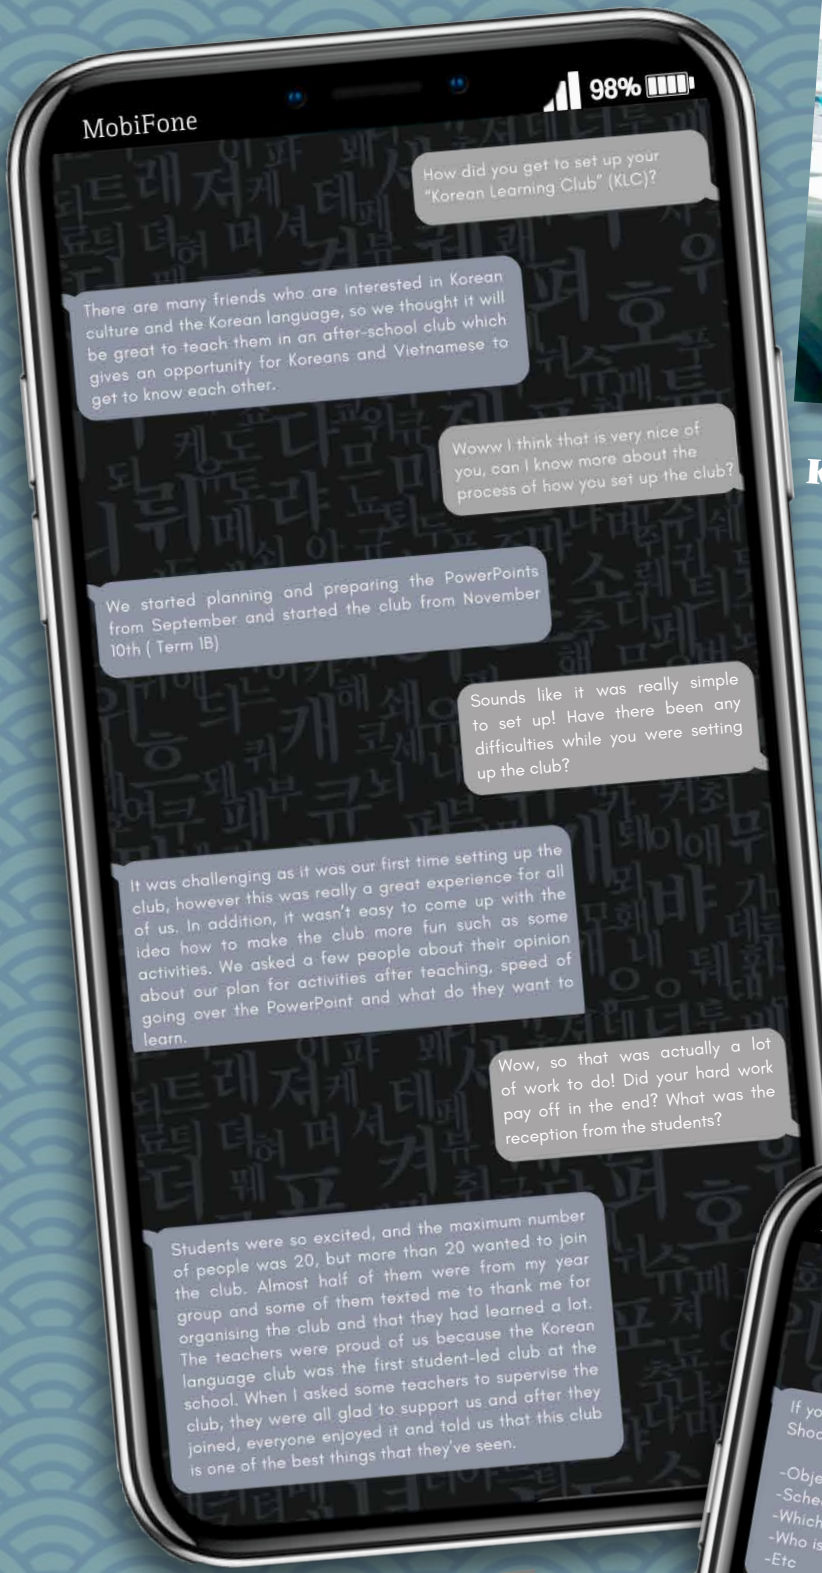 MobiFone
98%
How did you get to set up your
"Korean Learning Club" (KLC)?
There are many friends who are interested in Korean
culture and the Korean language, so we thought it will
be great to teach them in an after-school club which
gives an opportunity for Koreans and Vietnamese to
get to know each other.
Woww I think that is very nice of
you, can I know more about the
process of how you set up the club?
We started planning and preparing the PowerPoints
from September and started the club from November
10th ( Term 1B)
Sounds like it was really simple
to set up! Have there been any
difficulties while you were setting
up the club?
It was challenging as it was our first time setting up the
club, however this was really a great experience for all
of us. In addition, it wasn't easy to come up with the
idea how to make the club more fun such as some
activities. We asked a few people about their opinion
about our plan for activities after teaching, speed of
going over the PowerPoint and what do they want to
learn.
Wow, so that was actually a lot
of work to do! Did your hard work
pay off in the end? What was the
reception from the students?
Students were so excited, and the maximum number
of people was 20, but more than 20 wanted to join
the club. Almost half of them were from my year
group and some of them texted me to thank me for
organising the club and that they had learned a lot.
The teachers were proud of us because the Korean
language club was the first student-led club at the
school. When I asked some teachers to supervise the
club, they were all glad to support us and after they
joined, everyone enjoyed it and told us that this club
is one of the best things that they've seen.
If
-Which
-Who is
-Etc